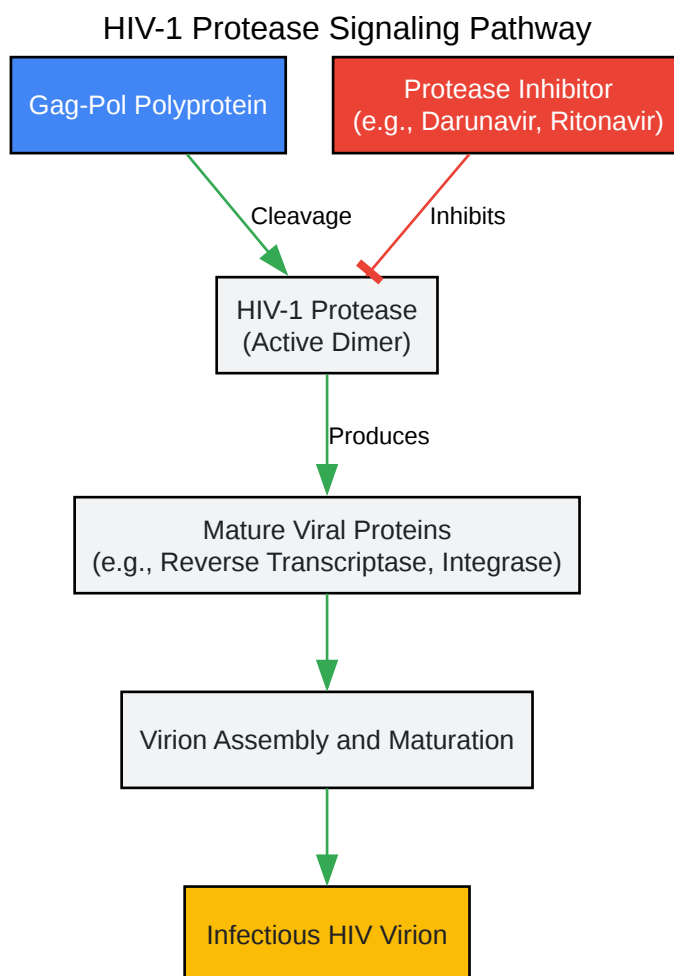 HIV-1 Protease Signaling Pathway
Gag-Pol Polyprotein
Protease Inhibitor
(e.g., Darunavir, Ritonavir)
Cleavage
Inhibits
HIV-1 Protease
(Active Dimer)
Produces
Mature Viral Proteins
(e.g., Reverse Transcriptase, Integrase)
Virion Assembly and Maturation
Infectious HIV Virion